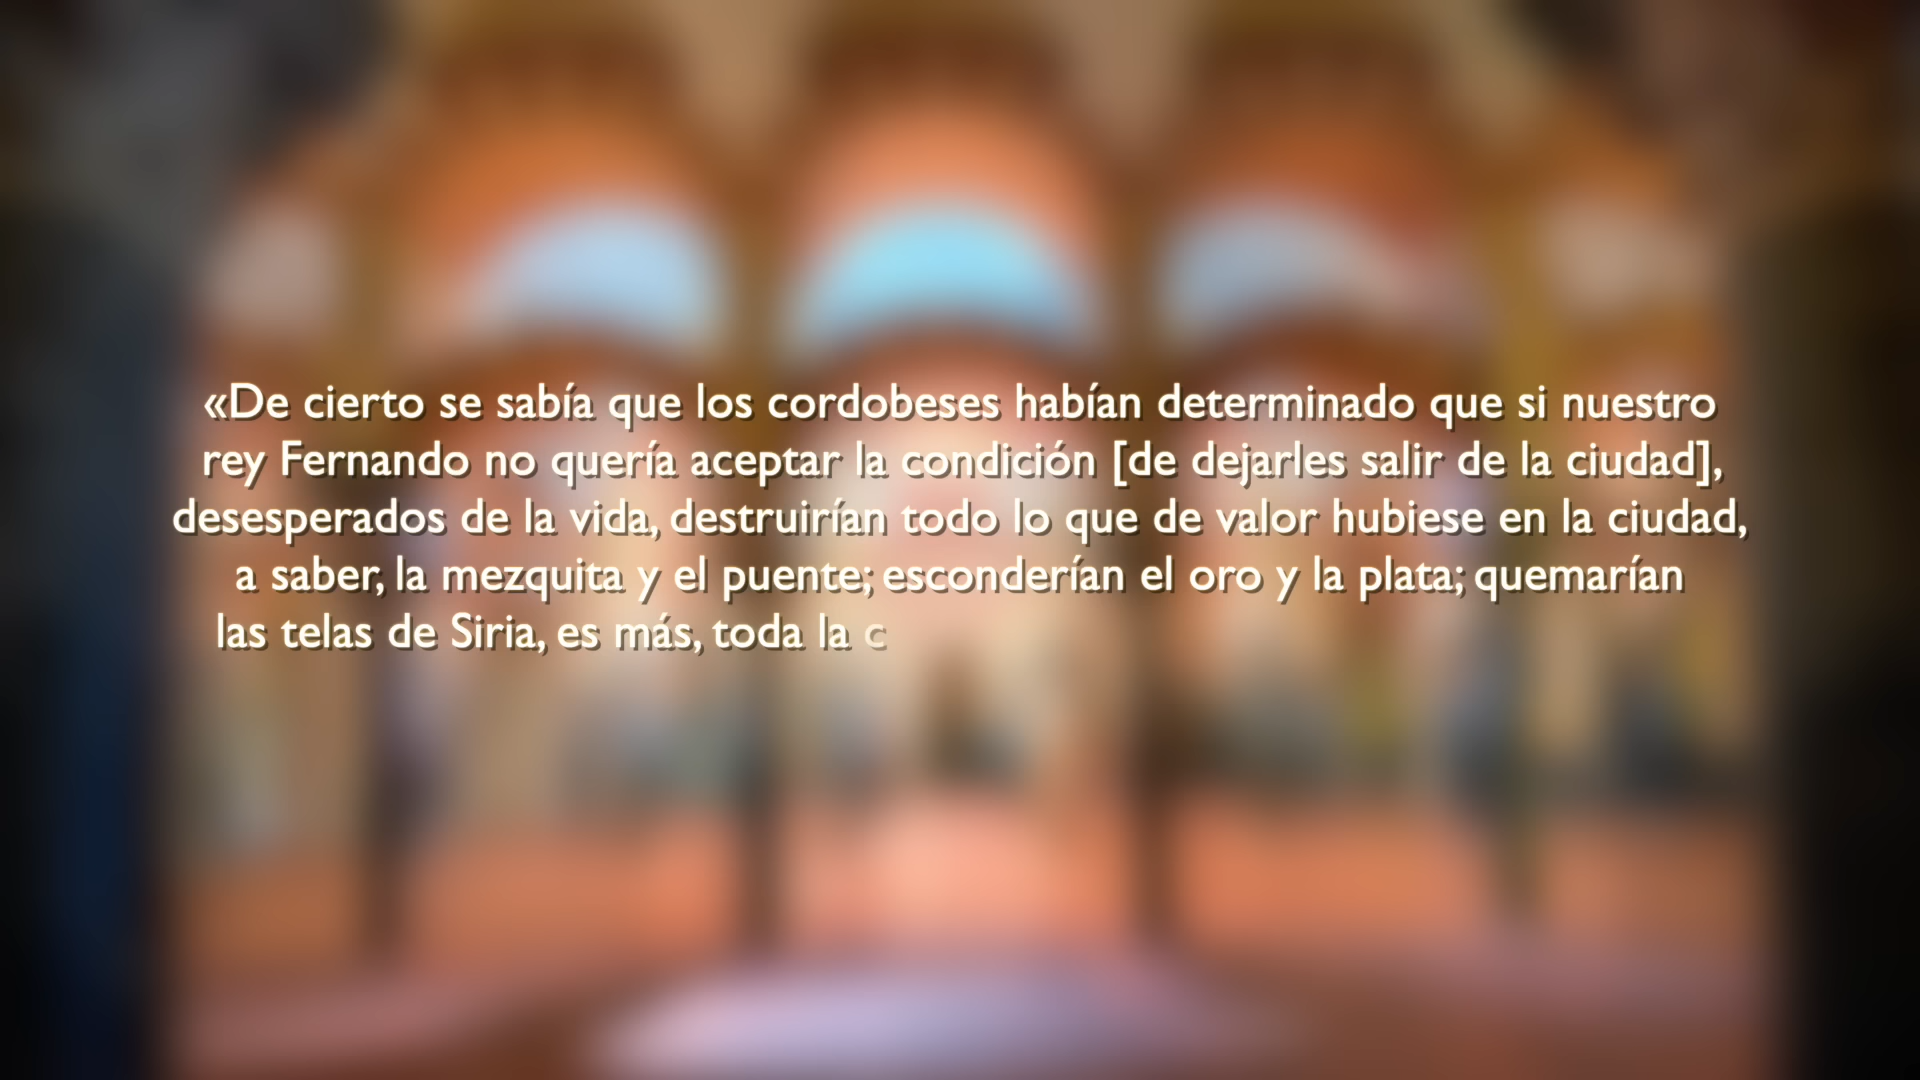 «De cierto se sabía que los cordobeses habían determinado que si nuestro
rey Fernando no quería aceptar la condición [de dejarles salir de la ciudad],
desesperados de la vida, destruirían todo lo que de valor hubiese en la ciudad,
a saber, la mezquita y el puente; esconderían el oro y la plata; quemarían
las telas de Siria, es más, toda la c